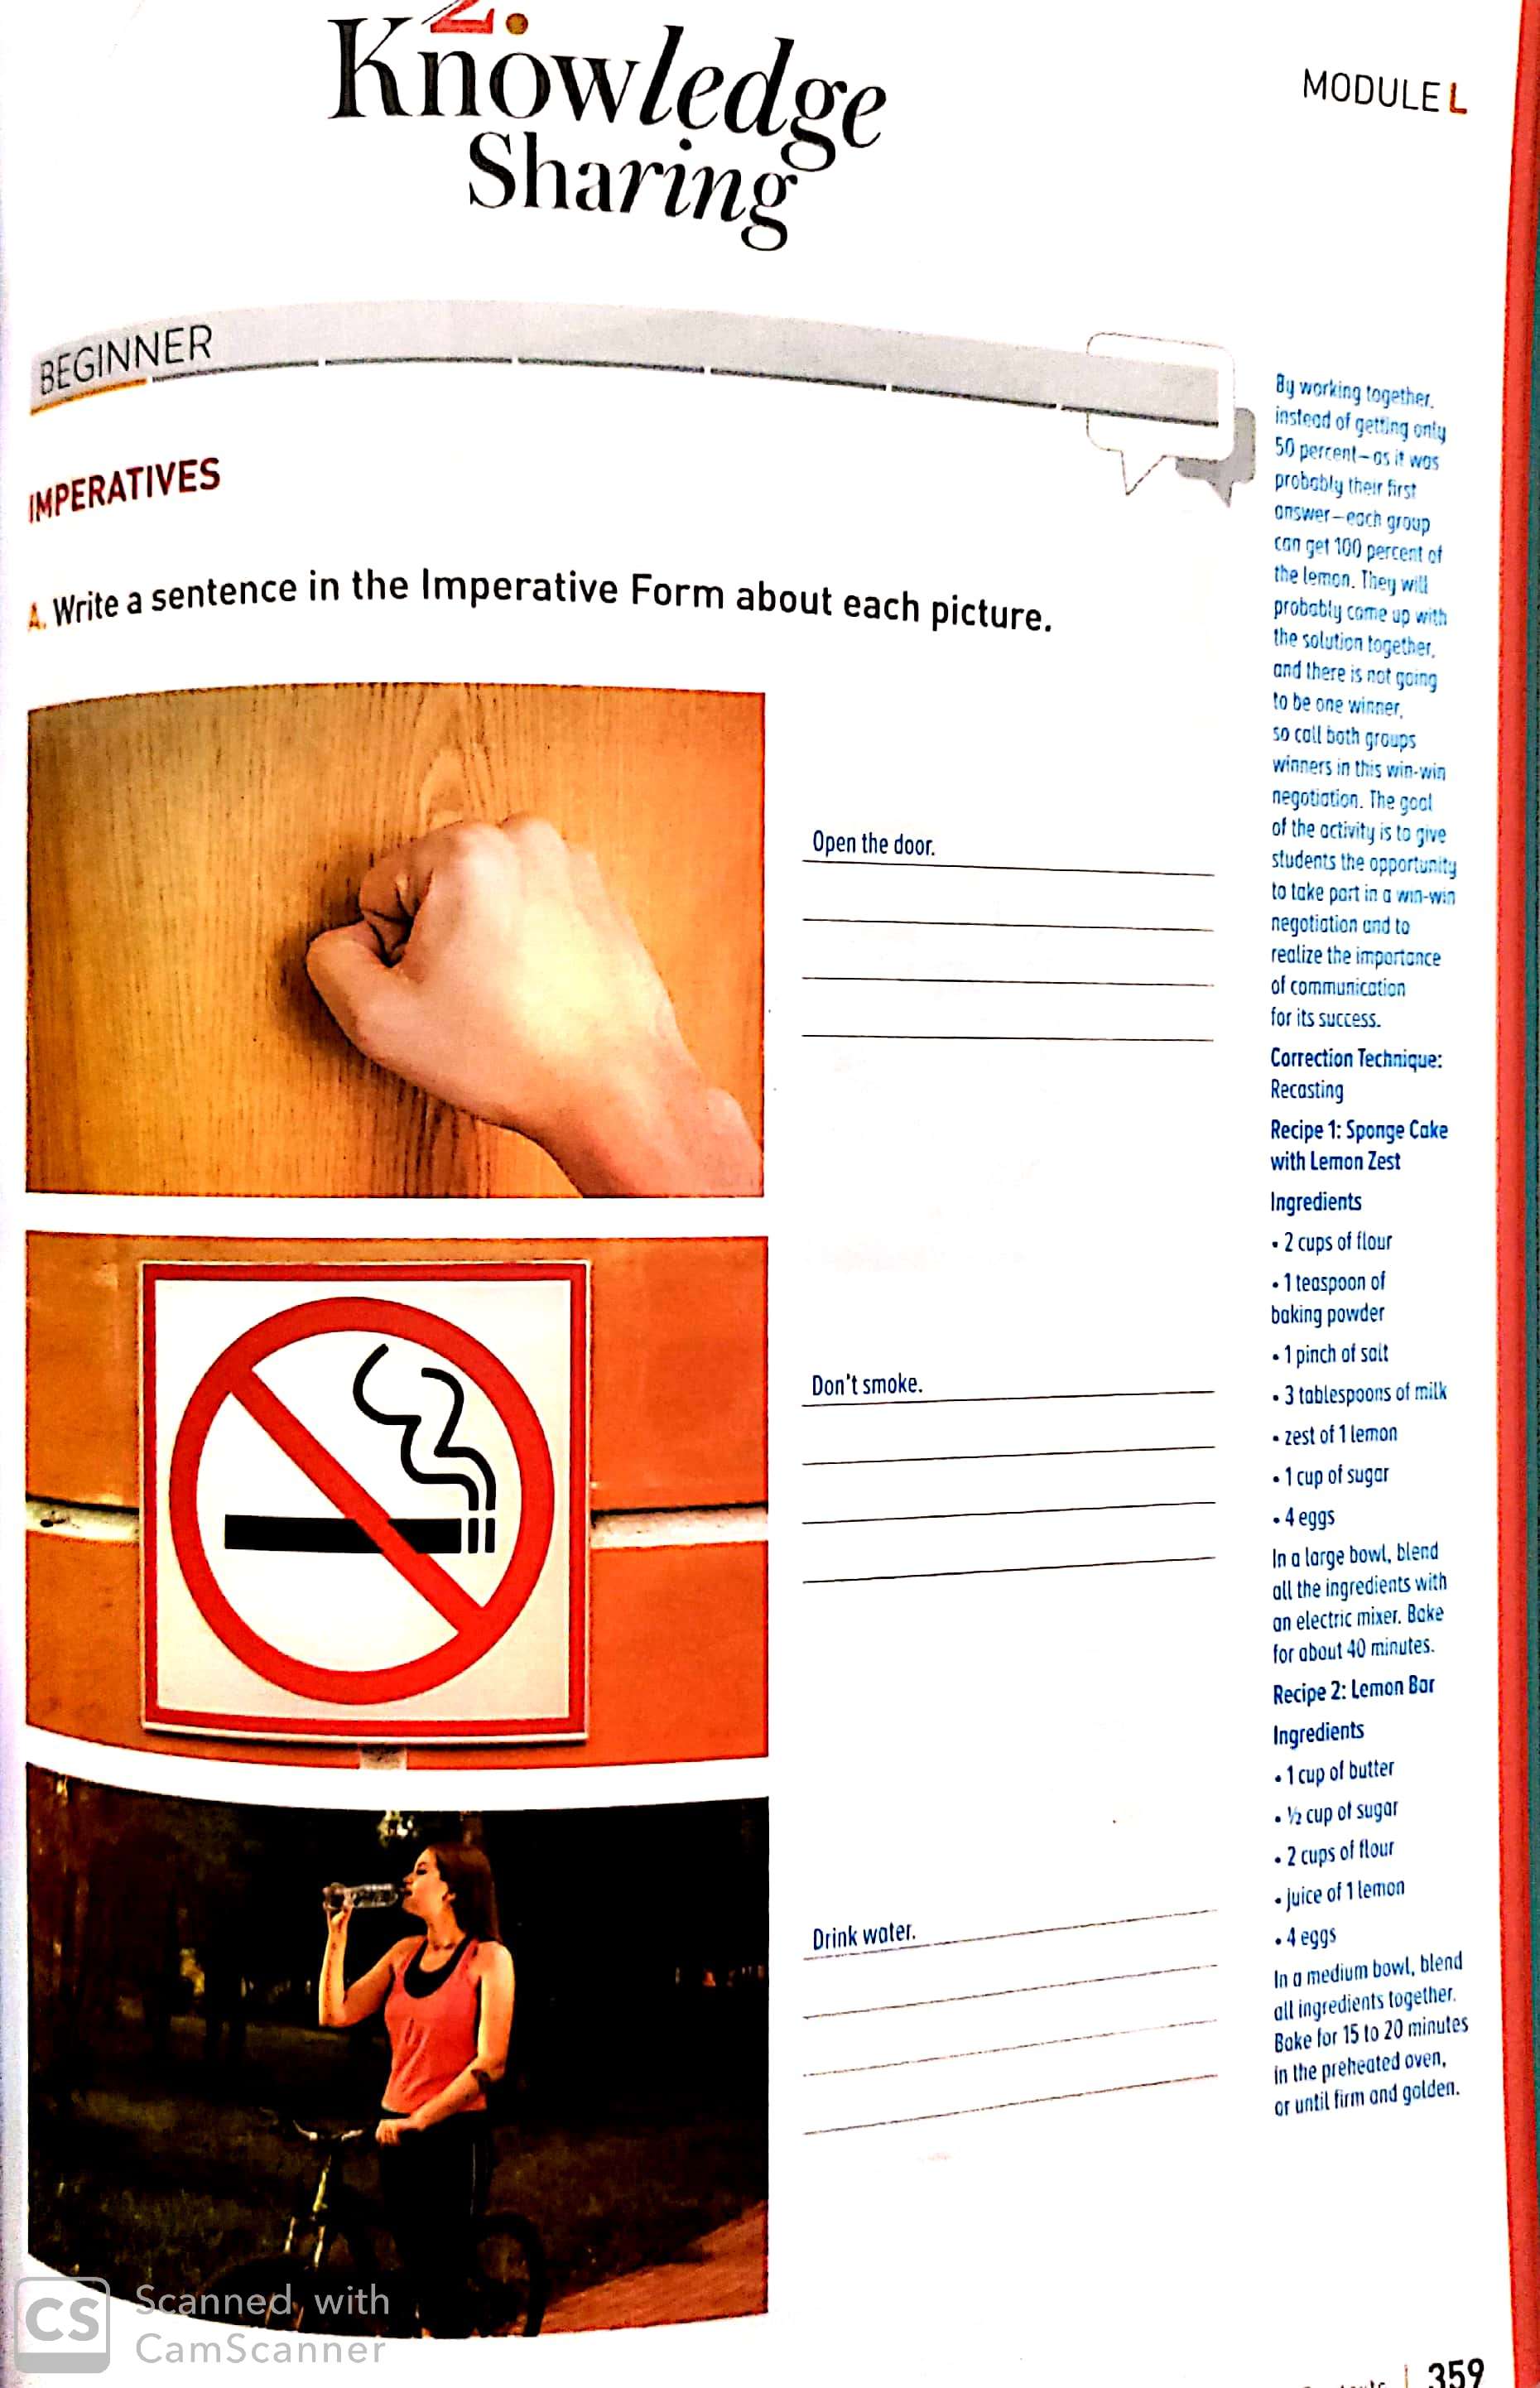 2.
Knowledge
Sharing
MODULE L
BEGINNER
IMPERATIVES
A. Write a sentence in the Imperative Form about each picture.
Open the door.
Don't smoke.
Drink water.
By working together,
instead of getting only
50 percent—as it was
probably their first
answer—each group
can get 100 percent of
the lemon. They will
probably come up with
the solution together,
and there is not going
to be one winner,
so call both groups
winners in this win-win
negotiation. The goal
of the activity is to give
students the opportunity
to take part in a win-win
negotiation and to
realize the importance
of communication
for its success.
Correction Technique:
Recasting
Recipe 1: Sponge Cake
with Lemon Zest
Ingredients
• 2 cups of flour
• 1 teaspoon of
baking powder
• 1 pinch of salt
• 3 tablespoons of milk
• zest of 1 lemon
• 1 cup of sugar
• 4 eggs
In a large bowl, blend
all the ingredients with
an electric mixer. Bake
for about 40 minutes.
Recipe 2: Lemon Bar
Ingredients
• 1 cup of butter
• ½ cup of sugar
• 2 cups of flour
• juice of 1 lemon
• 4 eggs
In a medium bowl, blend
all ingredients together.
Bake for 15 to 20 minutes
in the preheated oven,
or until firm and golden.
CS
Scanned with
CamScanner
359